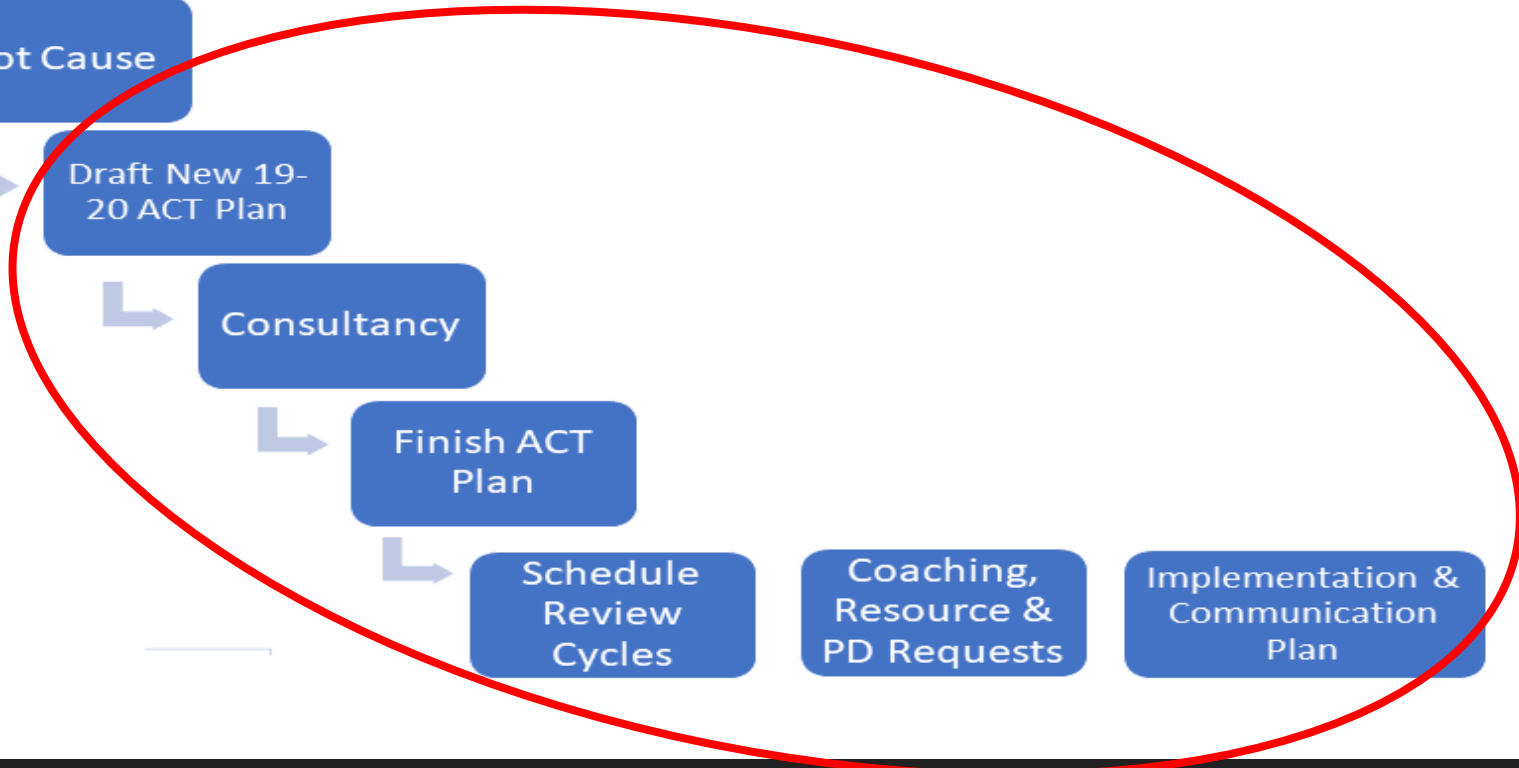 ot Cause
Draft New 19-
20 ACT Plan
Consultancy
Finish ACT
Plan
Schedule
Review
Cycles
Coaching,
Resource &
PD Requests
Implementation &
Communication
Plan